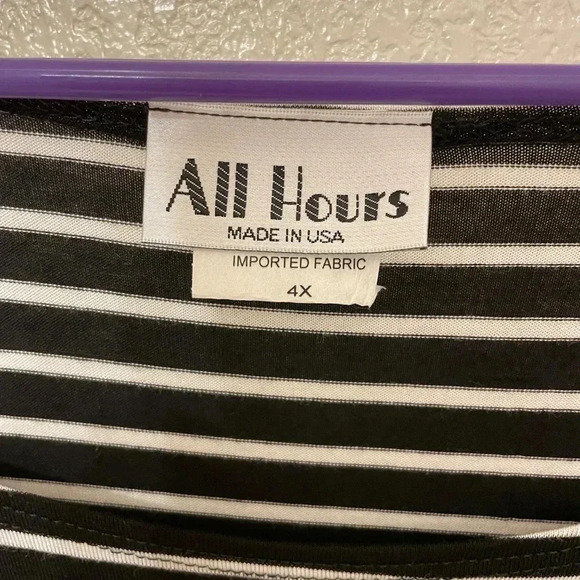 All Hours
MADE IN USA
IMPORTED FABRIC
4X